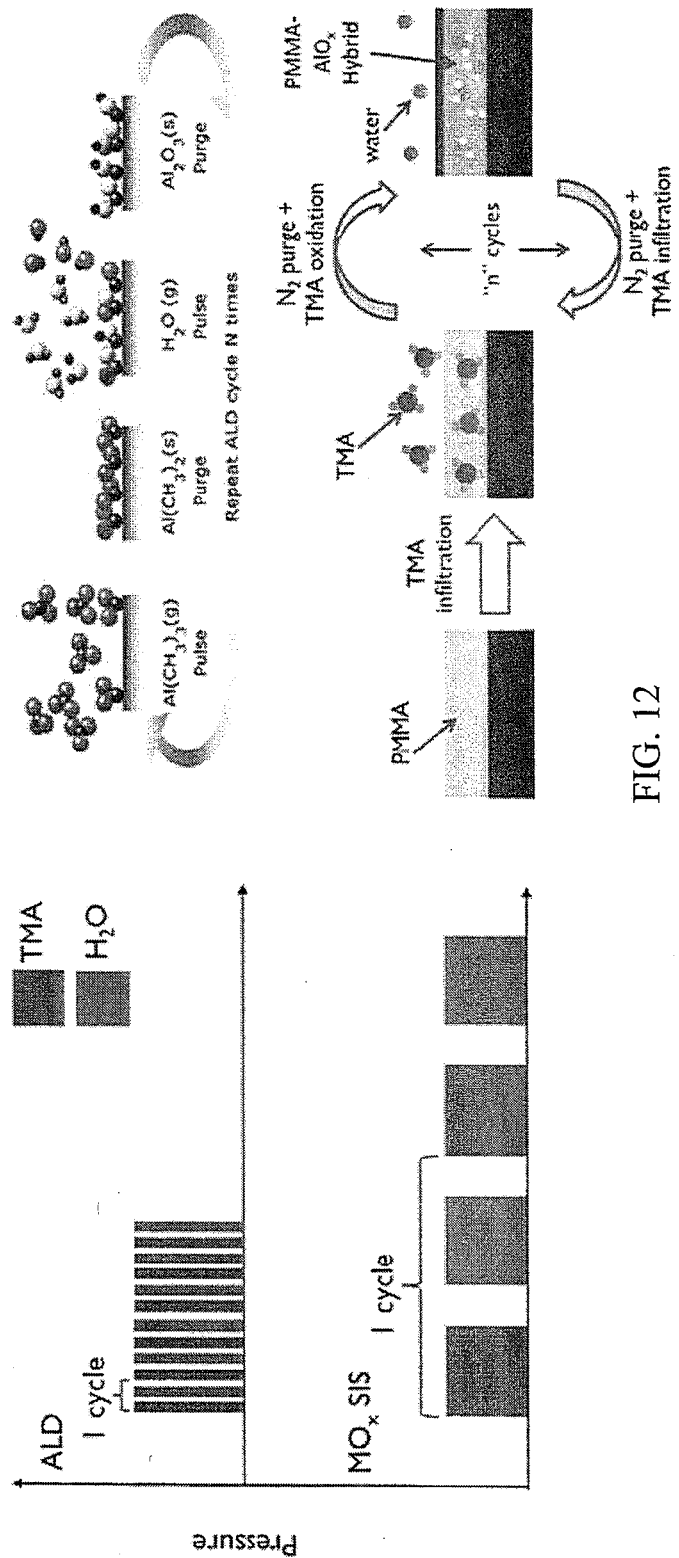 Pressure
ALD
1 cycle
TMA
H₂O
MOₓ SIS
1 cycle
Al(CH₃)₃(g)
Pulse
Al(CH₃)₂(s)
Purge
H₂O (g)
Pulse
Al₂O₃(s)
Purge
Repeat ALD cycle N times
PMMA
TMA
infiltration
TMA
N₂ purge +
TMA oxidation
"n" cycles
N₂ purge +
TMA infiltration
water
PMMA-
AlOₓ
Hybrid
FIG. 12